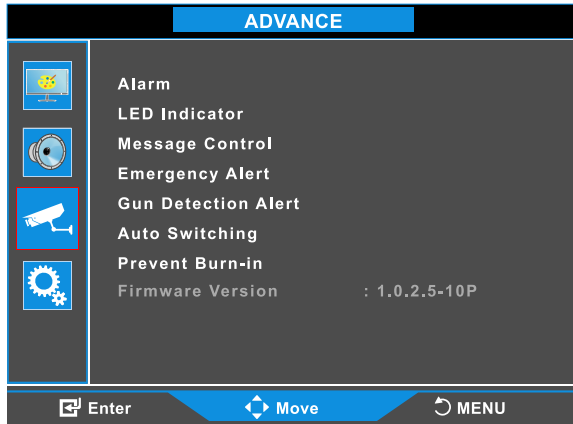 ADVANCE
Alarm
LED Indicator
Message Control
Emergency Alert
Gun Detection Alert
Auto Switching
Prevent Burn-in
Firmware Version : 1.0.2.5-10P
Enter Move MENU